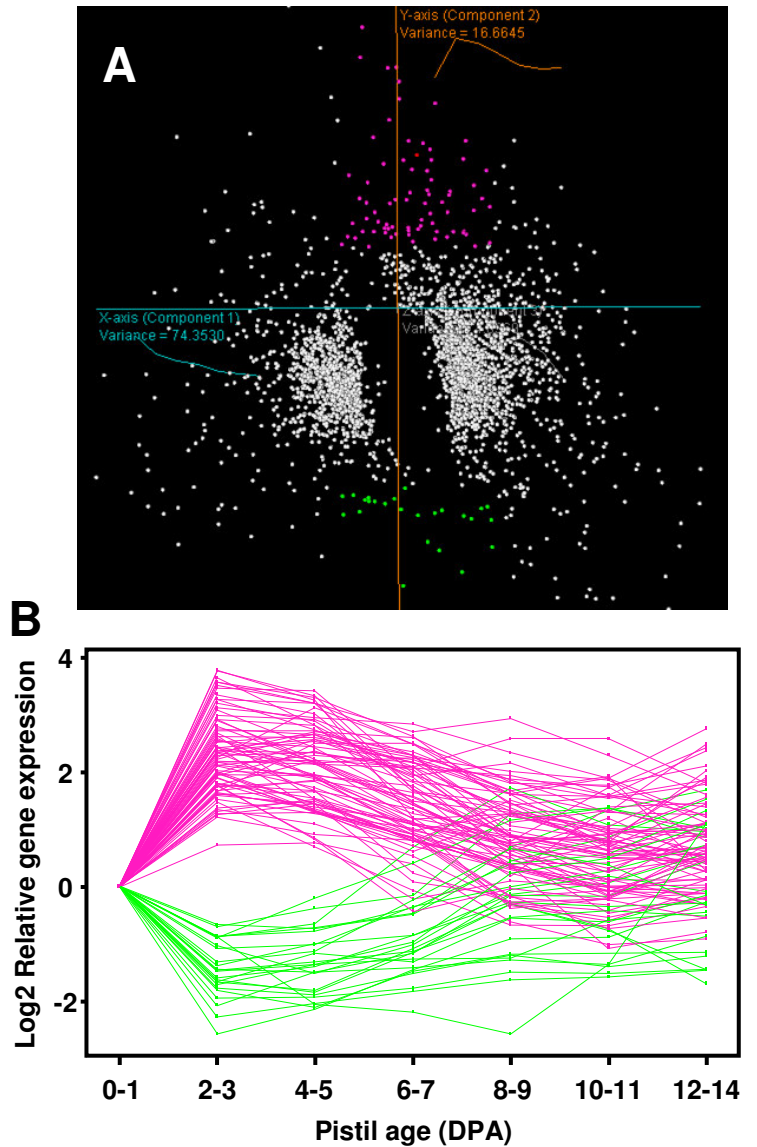 A
Y-axis (Component 2)
Variance = 16.6645
X-axis (Component 1)
Variance = 74.3530
B
Log2 Relative gene expression
4
2
0
-2
0-1 2-3 4-5 6-7 8-9 10-11 12-14
Pistil age (DPA)